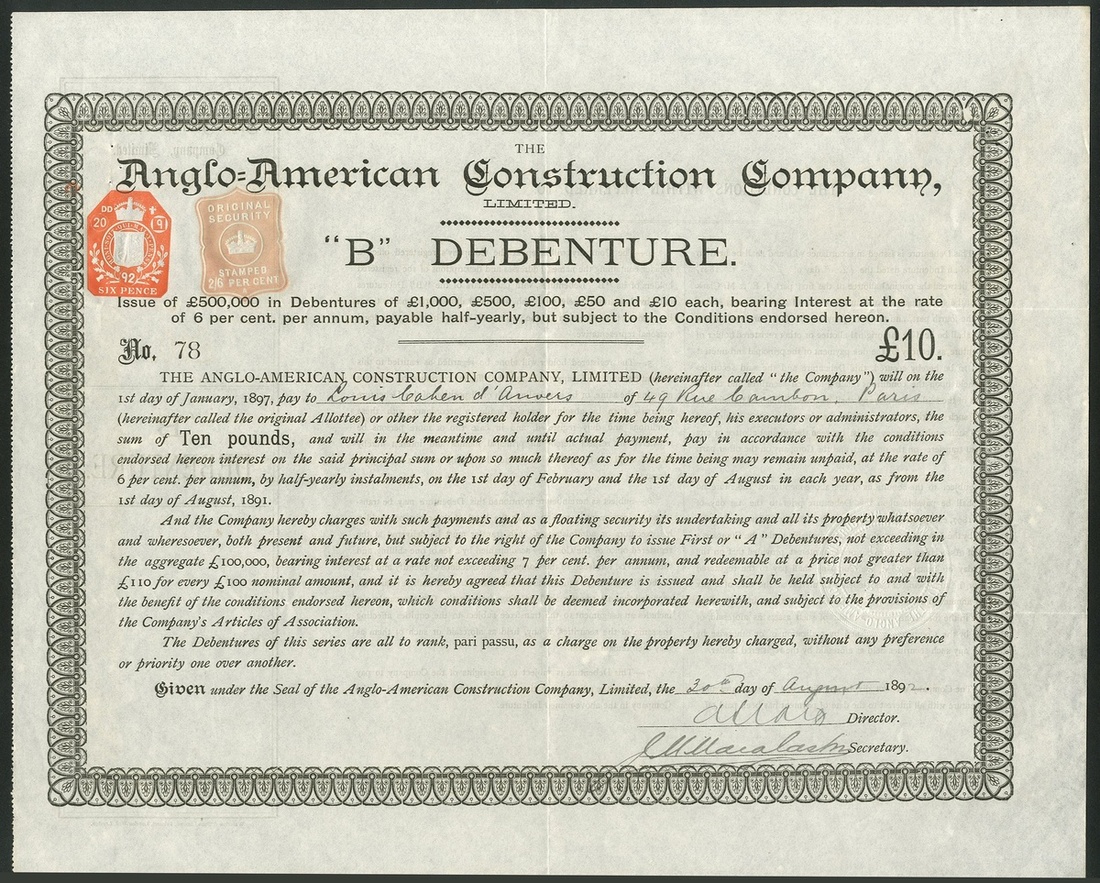 THE
Anglo=American Construction Company,
LIMITED.
"B" DEBENTURE.
DD
20
92
SIX PENCE
ORIGINAL
SECURITY
STAMPED
2/6 PER CENT
Issue of £500,000 in Debentures of £1,000, £500, £100, £50 and £10 each, bearing Interest at the rate
of 6 per cent. per annum, payable half-yearly, but subject to the Conditions endorsed hereon.
No. 78 £10.
THE ANGLO-AMERICAN CONSTRUCTION COMPANY, LIMITED (hereinafter called "the Company") will on the
1st day of January, 1897, pay to Louis Cahen d'Anvers of 49 Rue Cambon, Paris
(hereinafter called the original Allottee) or other the registered holder for the time being hereof, his executors or administrators, the
sum of Ten pounds, and will in the meantime and until actual payment, pay in accordance with the conditions
endorsed hereon interest on the said principal sum or upon so much thereof as for the time being may remain unpaid, at the rate of
6 per cent. per annum, by half-yearly instalments, on the 1st day of February and the 1st day of August in each year, as from the
1st day of August, 1891.
And the Company hereby charges with such payments and as a floating security its undertaking and all its property whatsoever
and wheresoever, both present and future, but subject to the right of the Company to issue First or "A" Debentures, not exceeding in
the aggregate £100,000, bearing interest at a rate not exceeding 7 per cent. per annum, and redeemable at a price not greater than
£110 for every £100 nominal amount, and it is hereby agreed that this Debenture is issued and shall be held subject to and with
the benefit of the conditions endorsed hereon, which conditions shall be deemed incorporated herewith, and subject to the provisions of
the Company's Articles of Association.
The Debentures of this series are all to rank, pari passu, as a charge on the property hereby charged, without any preference
or priority one over another.
Given under the Seal of the Anglo-American Construction Company, Limited, the 30th day of August 1892.
Director.
Secretary.